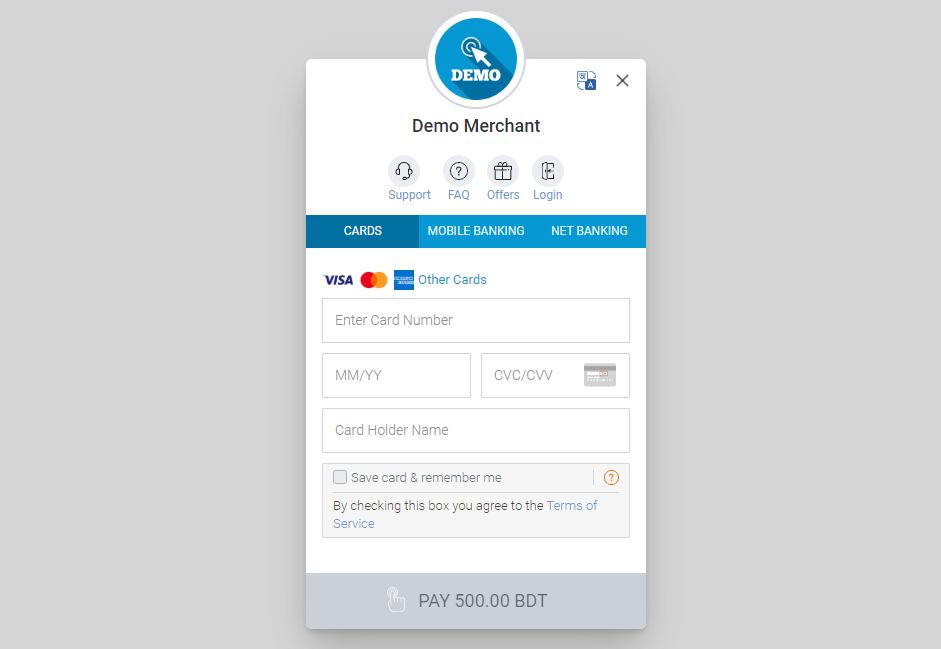 DEMO
A
Demo Merchant
?
Support FAQ Offers Login
CARDS MOBILE BANKING NET BANKING
VISA Other Cards
Enter Card Number
MM/YY CVC/CVV
Card Holder Name
Save card & remember me ?
By checking this box you agree to the Terms of
Service
PAY 500.00 BDT